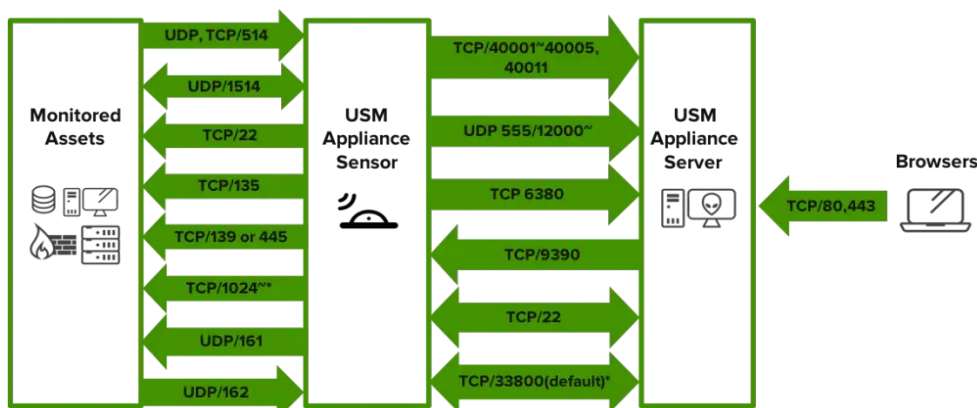 UDP, TCP/514
UDP/1514
TCP/22
TCP/135
TCP/139 or 445
TCP/1024~*
UDP/161
UDP/162
Monitored
Assets
USM
Appliance
Sensor
TCP/40001~40005,
40011
UDP 555/12000~
TCP 6380
TCP/9390
TCP/22
TCP/33800(default)*
USM
Appliance
Server
TCP/80,443
Browsers